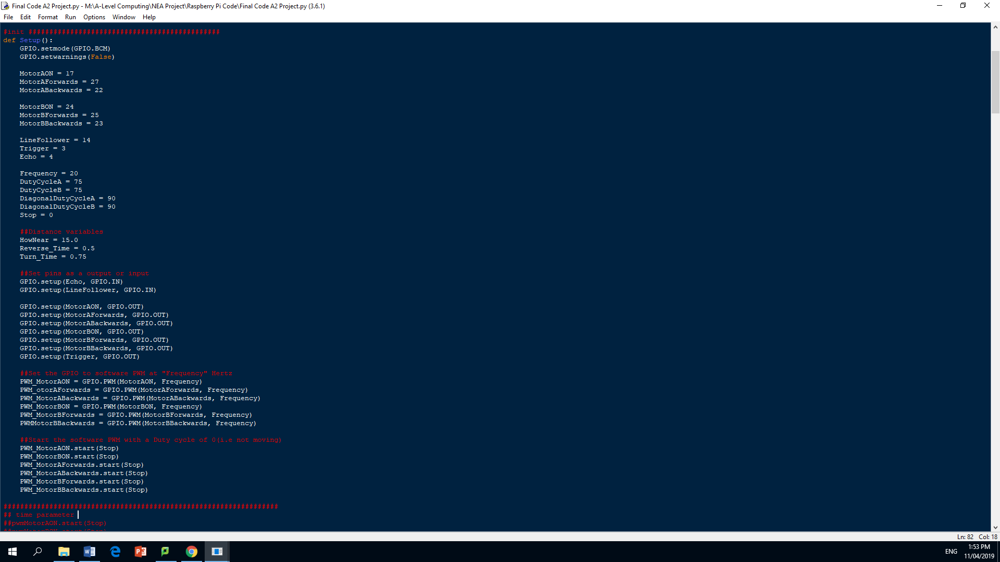 Final Code A2 Project.py - M:\A-Level Computing\NEA Project\Raspberry Pi Code\Final Code A2 Project.py (3.6.1)
File Edit Format Run Options Window Help
#init ##############################################
def Setup():
    GPIO.setmode(GPIO.BCM)
    GPIO.setwarnings(False)

    MotorAON = 17
    MotorAForwards = 27
    MotorABackwards = 22

    MotorBON = 24
    MotorBForwards = 25
    MotorBBackwards = 23

    LineFollower = 14
    Trigger = 3
    Echo = 4

    Frequency = 20
    DutyCycleA = 75
    DutyCycleB = 75
    DiagonalDutyCycleA = 90
    DiagonalDutyCycleB = 90
    Stop = 0

    ##Distance variables
    HowNear = 15.0
    Reverse_Time = 0.5
    Turn_Time = 0.75

    ##Set pins as a output or input
    GPIO.setup(Echo, GPIO.IN)
    GPIO.setup(LineFollower, GPIO.IN)

    GPIO.setup(MotorAON, GPIO.OUT)
    GPIO.setup(MotorAForwards, GPIO.OUT)
    GPIO.setup(MotorABackwards, GPIO.OUT)
    GPIO.setup(MotorBON, GPIO.OUT)
    GPIO.setup(MotorBForwards, GPIO.OUT)
    GPIO.setup(MotorBBackwards, GPIO.OUT)
    GPIO.setup(Trigger, GPIO.OUT)

    ##Set the GPIO to software PWM at "Frequency" Hertz
    PWM_MotorAON = GPIO.PWM(MotorAON, Frequency)
    PWM_otorAForwards = GPIO.PWM(MotorAForwards, Frequency)
    PWM_MotorABackwards = GPIO.PWM(MotorABackwards, Frequency)
    PWM_MotorBON = GPIO.PWM(MotorBON, Frequency)
    PWM_MotorBForwards = GPIO.PWM(MotorBForwards, Frequency)
    PWMMotorBBackwards = GPIO.PWM(MotorBBackwards, Frequency)

    ##Start the software PWM with a Duty cycle of 0(i.e not moving)
    PWM_MotorAON.start(Stop)
    PWM_MotorBON.start(Stop)
    PWM_MotorAForwards.start(Stop)
    PWM_MotorABackwards.start(Stop)
    PWM_MotorBForwards.start(Stop)
    PWM_MotorBBackwards.start(Stop)

##################################################################
## time parameter
##pwmMotorAON.start(Stop)
##pwmMotorBON.start(Stop)
Ln: 82 Col: 18
ENG
1:53 PM
11/04/2019